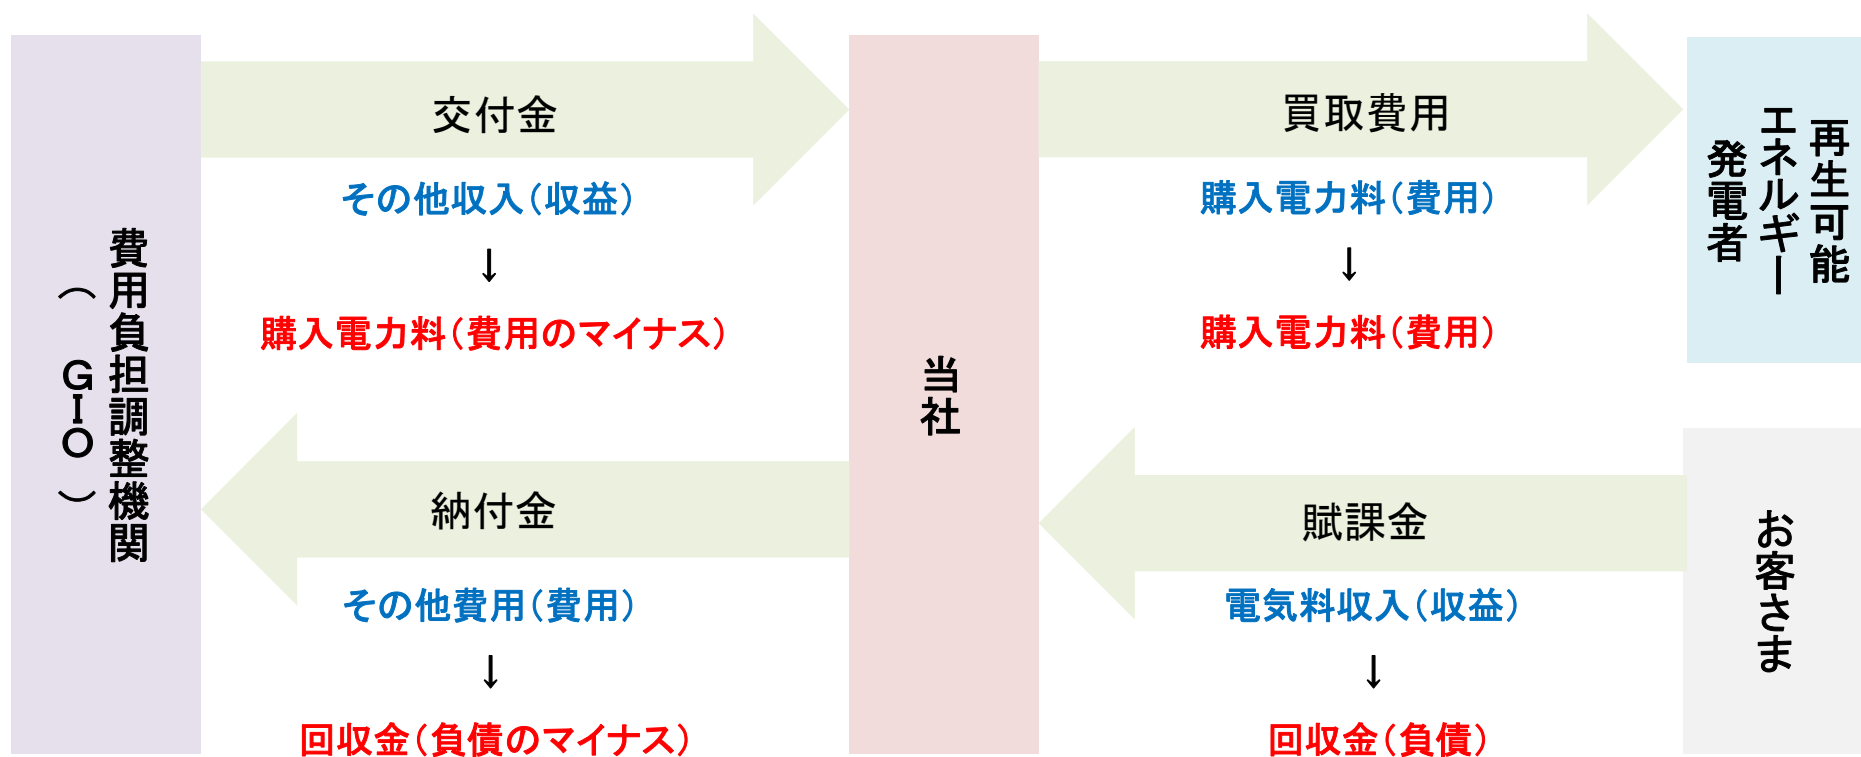 費用負担調整機関
（ＧＩＯ）
交付金
その他収入（収益）
↓
購入電力料（費用のマイナス）
納付金
その他費用（費用）
↓
回収金（負債のマイナス）
当社
買取費用
購入電力料（費用）
↓
購入電力料（費用）
賦課金
電気料収入（収益）
↓
回収金（負債）
再生可能
エネルギー
発電者
お客さま